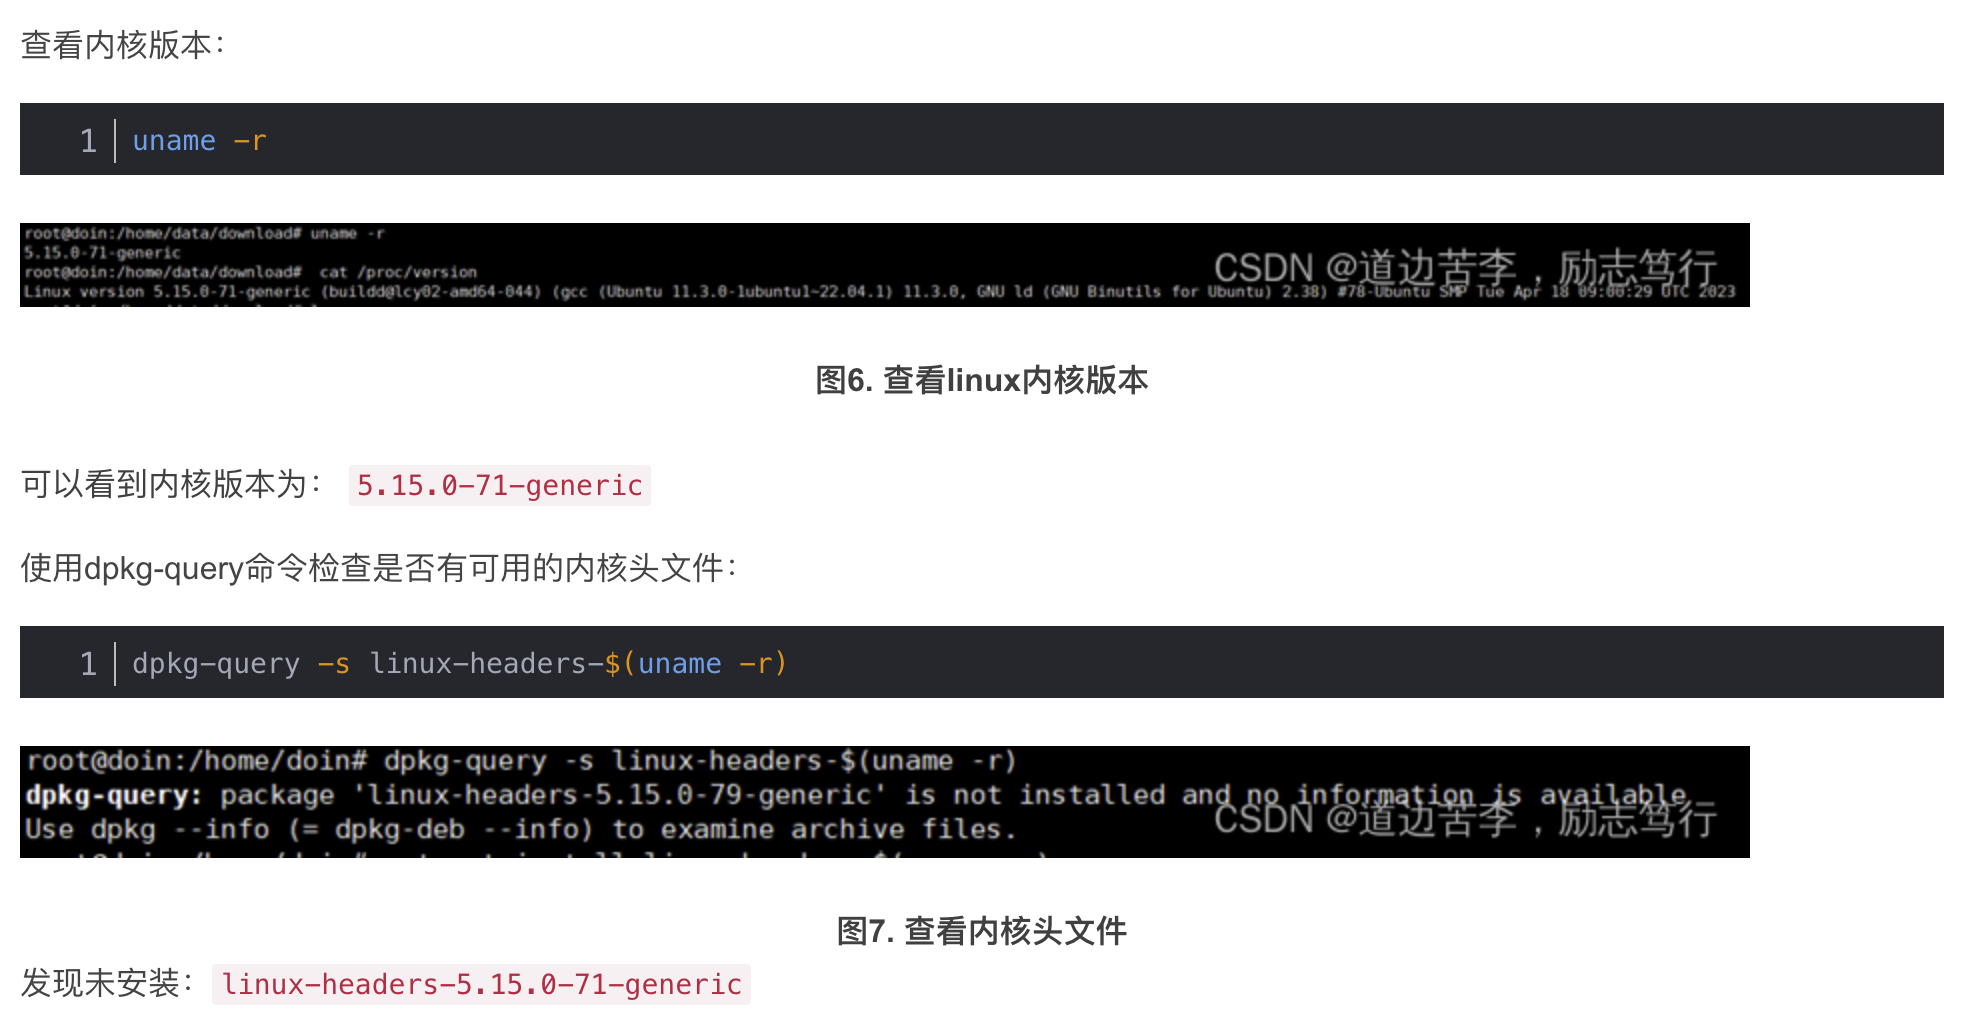 查看内核版本：
1 uname -r
root@doin:/home/data/download# uname -r
5.15.0-71-generic
root@doin:/home/data/download#  cat /proc/version
Linux version 5.15.0-71-generic (buildd@lcy02-amd64-044) (gcc (Ubuntu 11.3.0-1ubuntu1~22.04.1) 11.3.0, GNU ld (GNU Binutils for Ubuntu) 2.38) #78-Ubuntu SMP Tue Apr 18 09:00:29 UTC 2023
CSDN @道边苦李，励志笃行
图6. 查看linux内核版本
可以看到内核版本为： 5.15.0-71-generic
使用dpkg-query命令检查是否有可用的内核头文件：
1 dpkg-query -s linux-headers-$(uname -r)
root@doin:/home/doin# dpkg-query -s linux-headers-$(uname -r)
dpkg-query: package 'linux-headers-5.15.0-79-generic' is not installed and no information is available
Use dpkg --info (= dpkg-deb --info) to examine archive files.
CSDN @道边苦李，励志笃行
图7. 查看内核头文件
发现未安装：linux-headers-5.15.0-71-generic